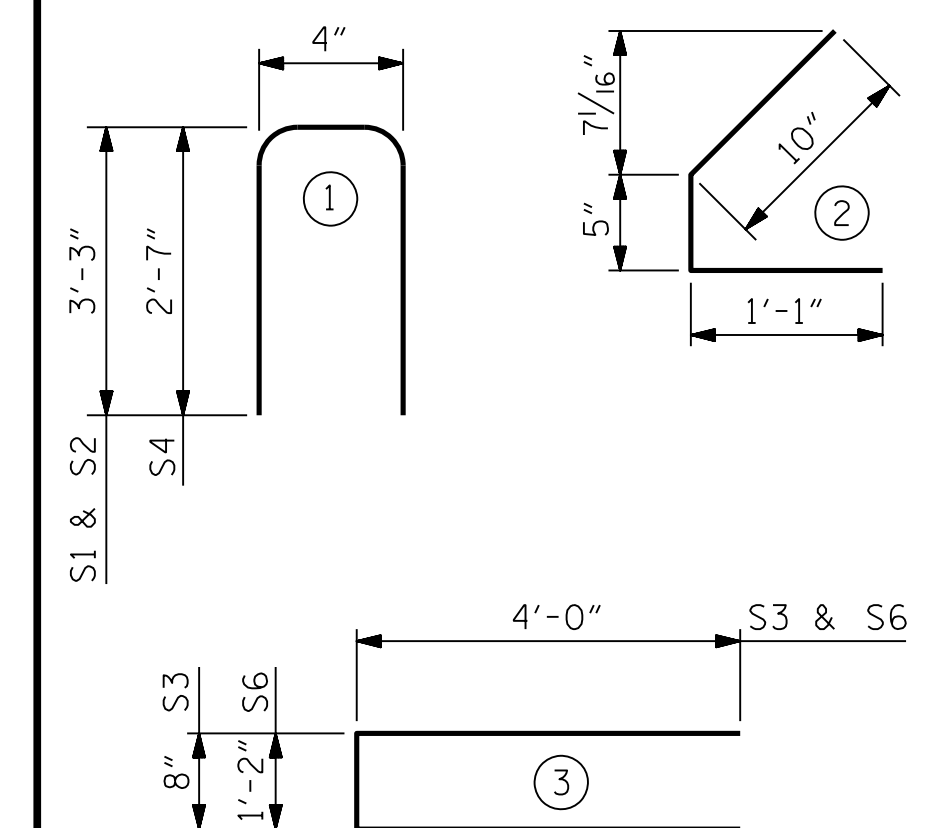 4"
3'-3"
2'-7"
1
S1 & S2
S4
7 1/16"
5"
10"
2
1'-1"
4'-0"
S3 & S6
S3
S6
8"
1'-2"
3